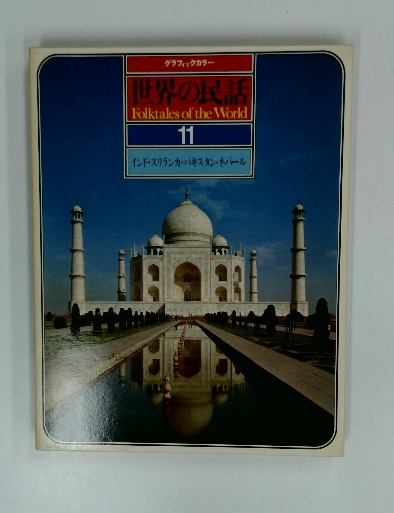 グラフィックカラー
世界の民話
Folktales of the World
11
インド・スリランカ・パキスタン・ネパール